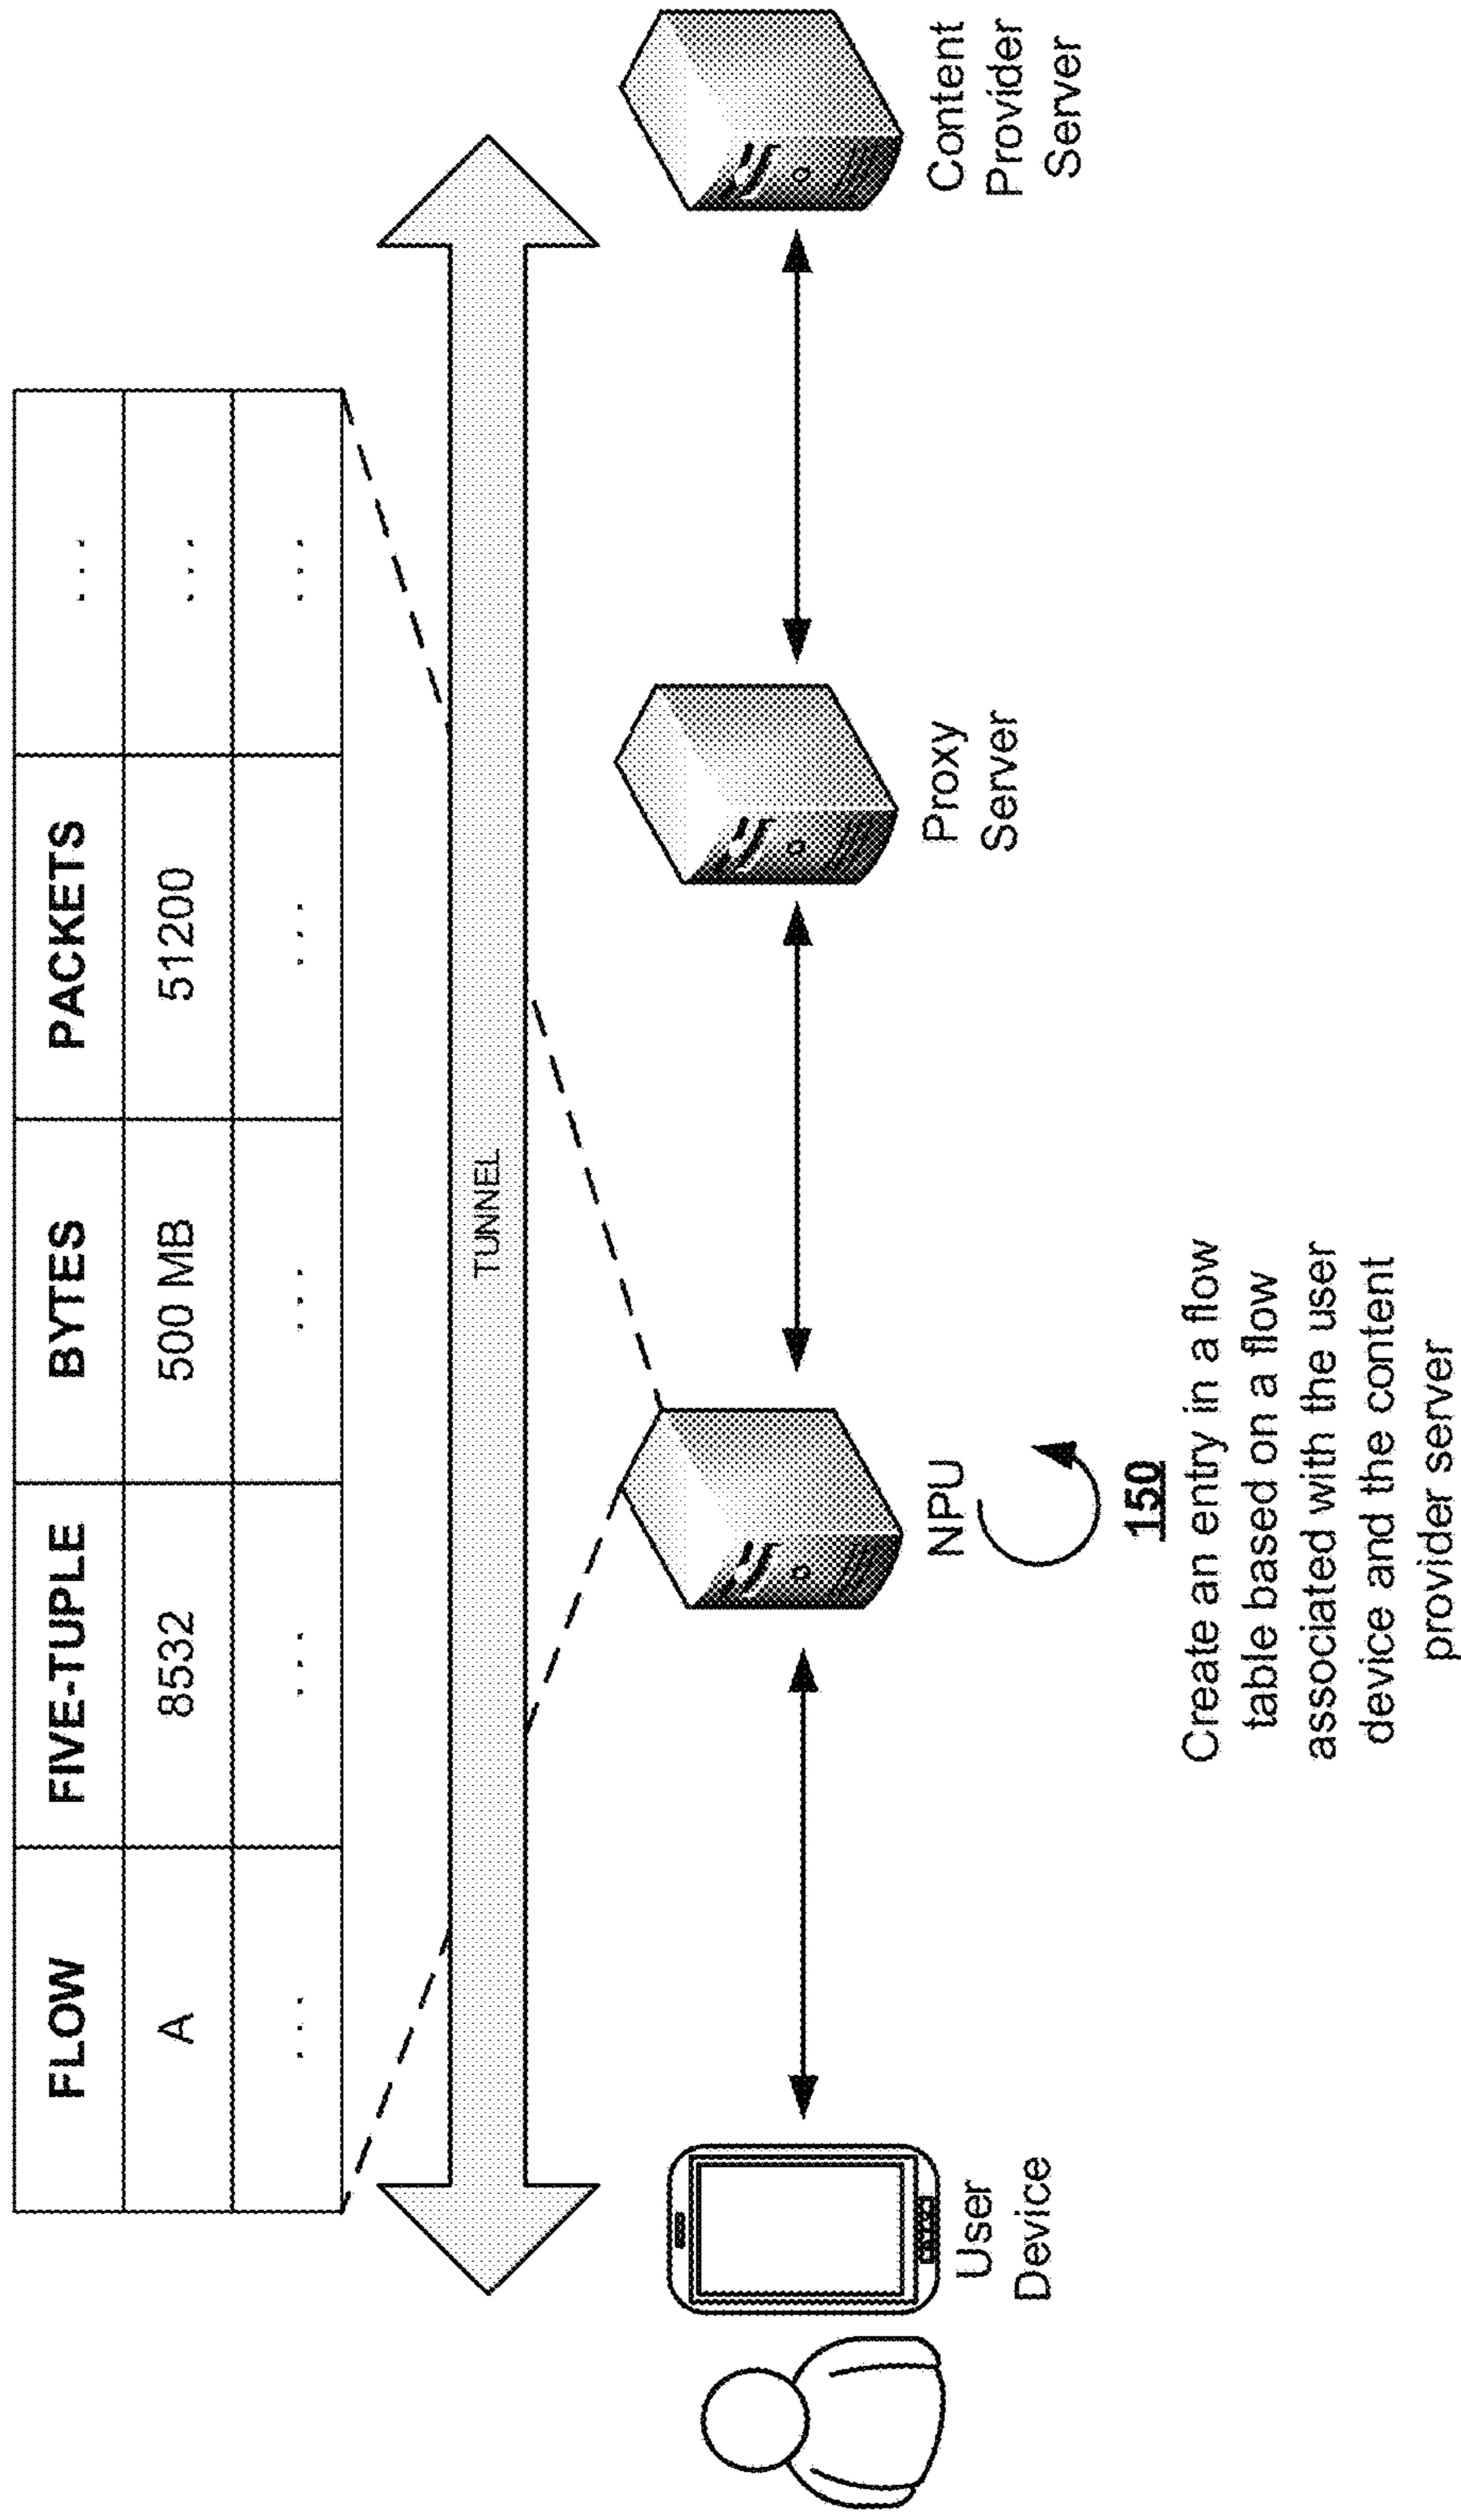 FLOW FIVE-TUPLE BYTES PACKETS ...
A 8532 500 MB 51200 ...
... ... ... ... ...
TUNNEL
User
Device
NPU
Proxy
Server
Content
Provider
Server
150
Create an entry in a flow
table based on a flow
associated with the user
device and the content
provider server